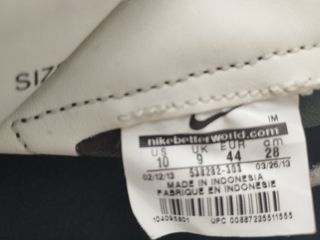 SIZ
IM
nikebetterworld.com
US UK EUR cm
10 9 44 28
02/12/13 03/26/13
MADE IN INDONESIA
FABRIQUE EN INDONESIE
UPC 00887225511555